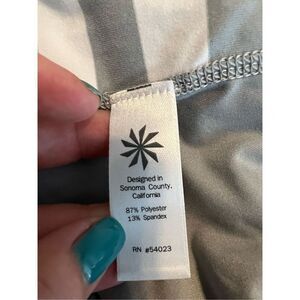 Designed in
Sonoma County,
California
87% Polyester
13% Spandex
RN #54023